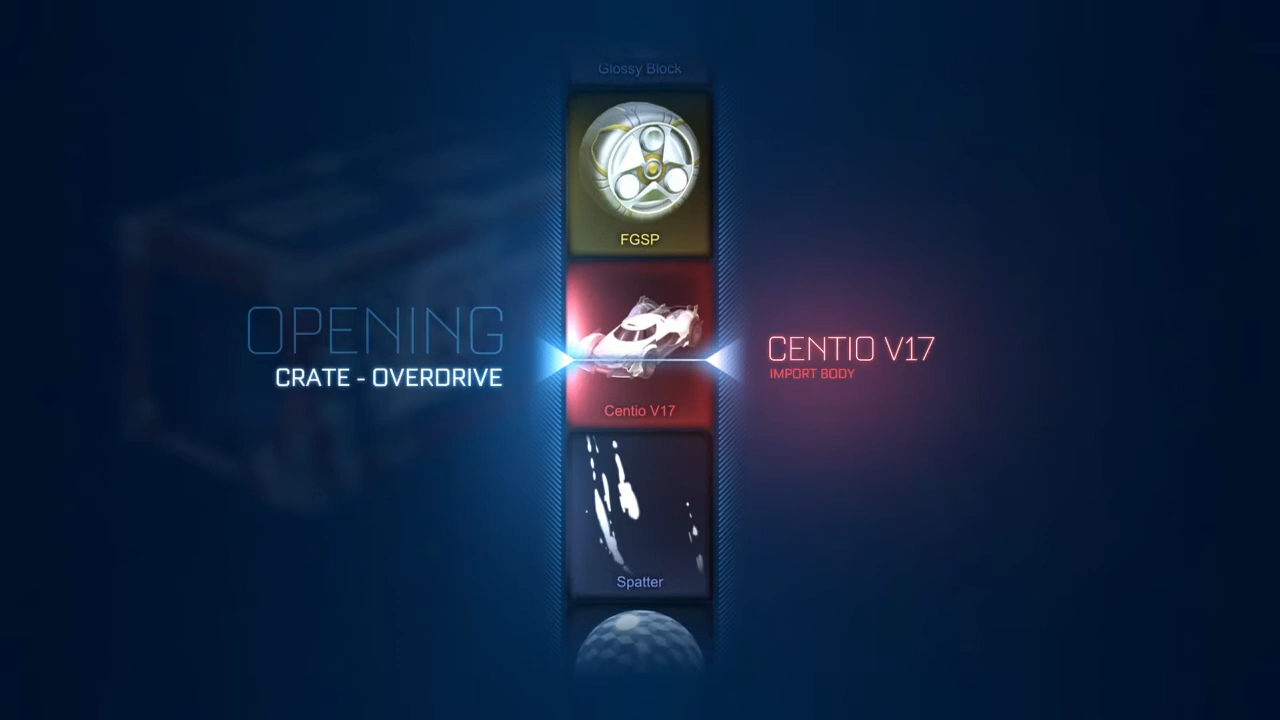 Glossy Block
FGSP
OPENING
CRATE - OVERDRIVE
CENTIO V17
IMPORT BODY
Centio V17
Spatter